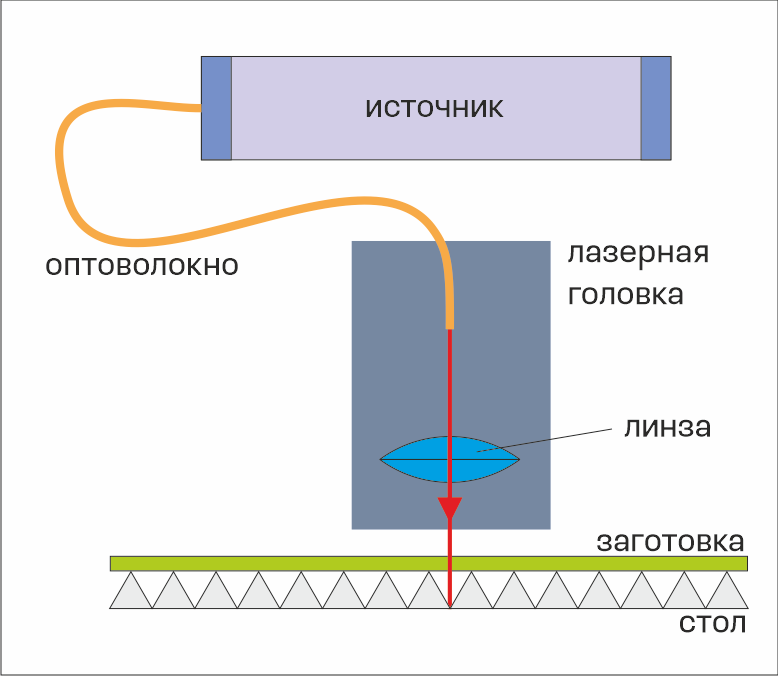 источник
оптоволокно
лазерная
головка
линза
заготовка
стол